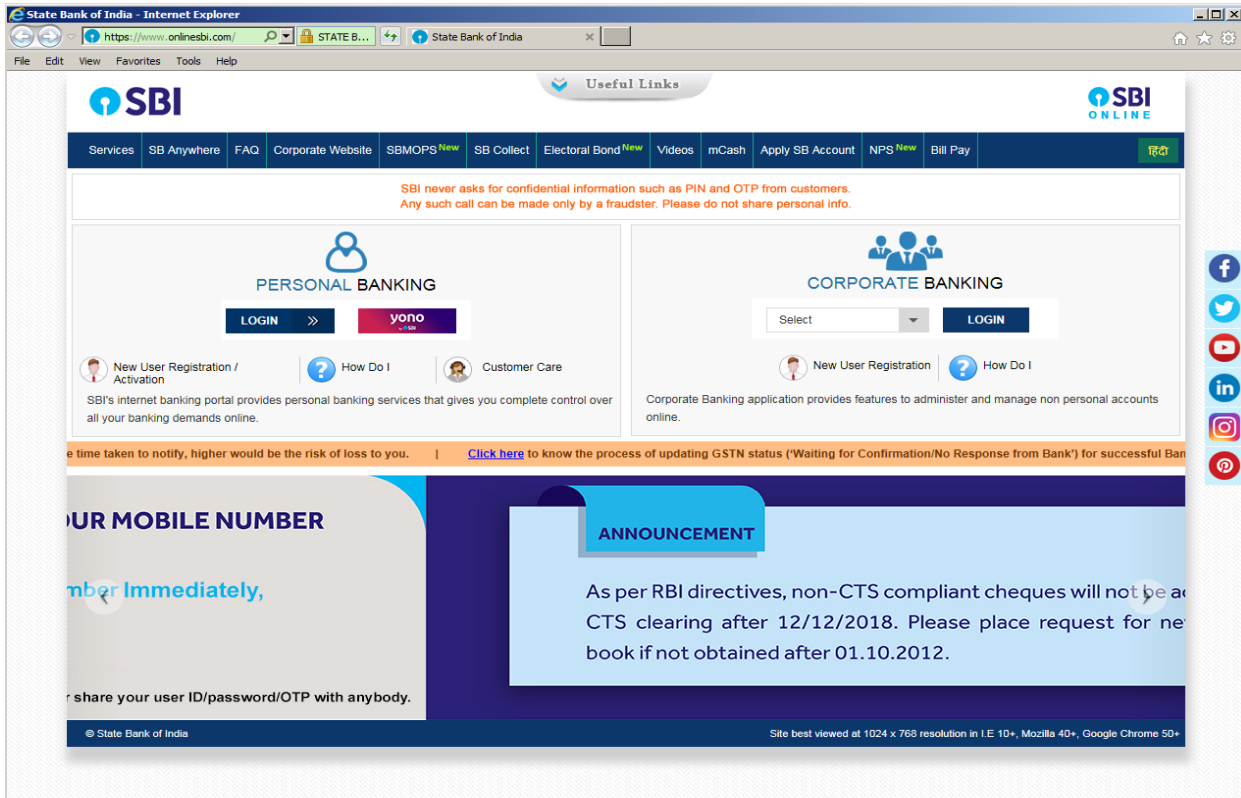 State Bank of India - Internet Explorer
https://www.onlinesbi.com/ STATE B... State Bank of India
File Edit View Favorites Tools Help
Useful Links
SBI
SBI
ONLINE
Services SB Anywhere FAQ Corporate Website SBMOPS New SB Collect Electoral Bond New Videos mCash Apply SB Account NPS New Bill Pay हिंदी
SBI never asks for confidential information such as PIN and OTP from customers.
Any such call can be made only by a fraudster. Please do not share personal info.
PERSONAL BANKING
LOGIN yono
SBI
New User Registration /
Activation
How Do I
Customer Care
SBI's internet banking portal provides personal banking services that gives you complete control over
all your banking demands online.
CORPORATE BANKING
Select LOGIN
New User Registration
How Do I
Corporate Banking application provides features to administer and manage non personal accounts
online.
e time taken to notify, higher would be the risk of loss to you. | Click here to know the process of updating GSTN status ('Waiting for Confirmation/No Response from Bank') for successful Ban
OUR MOBILE NUMBER
mber Immediately,
r share your user ID/password/OTP with anybody.
ANNOUNCEMENT
As per RBI directives, non-CTS compliant cheques will not be ac
CTS clearing after 12/12/2018. Please place request for ne
book if not obtained after 01.10.2012.
© State Bank of India
Site best viewed at 1024 x 768 resolution in I.E 10+, Mozilla 40+, Google Chrome 50+